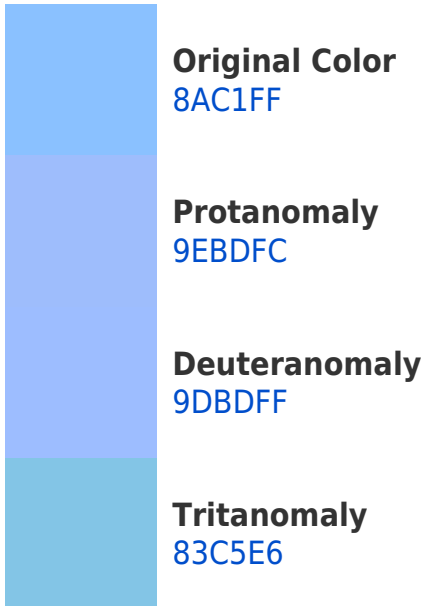 Original Color
8AC1FF
Protanomaly
9EBDFC
Deuteranomaly
9DBDFF
Tritanomaly
83C5E6